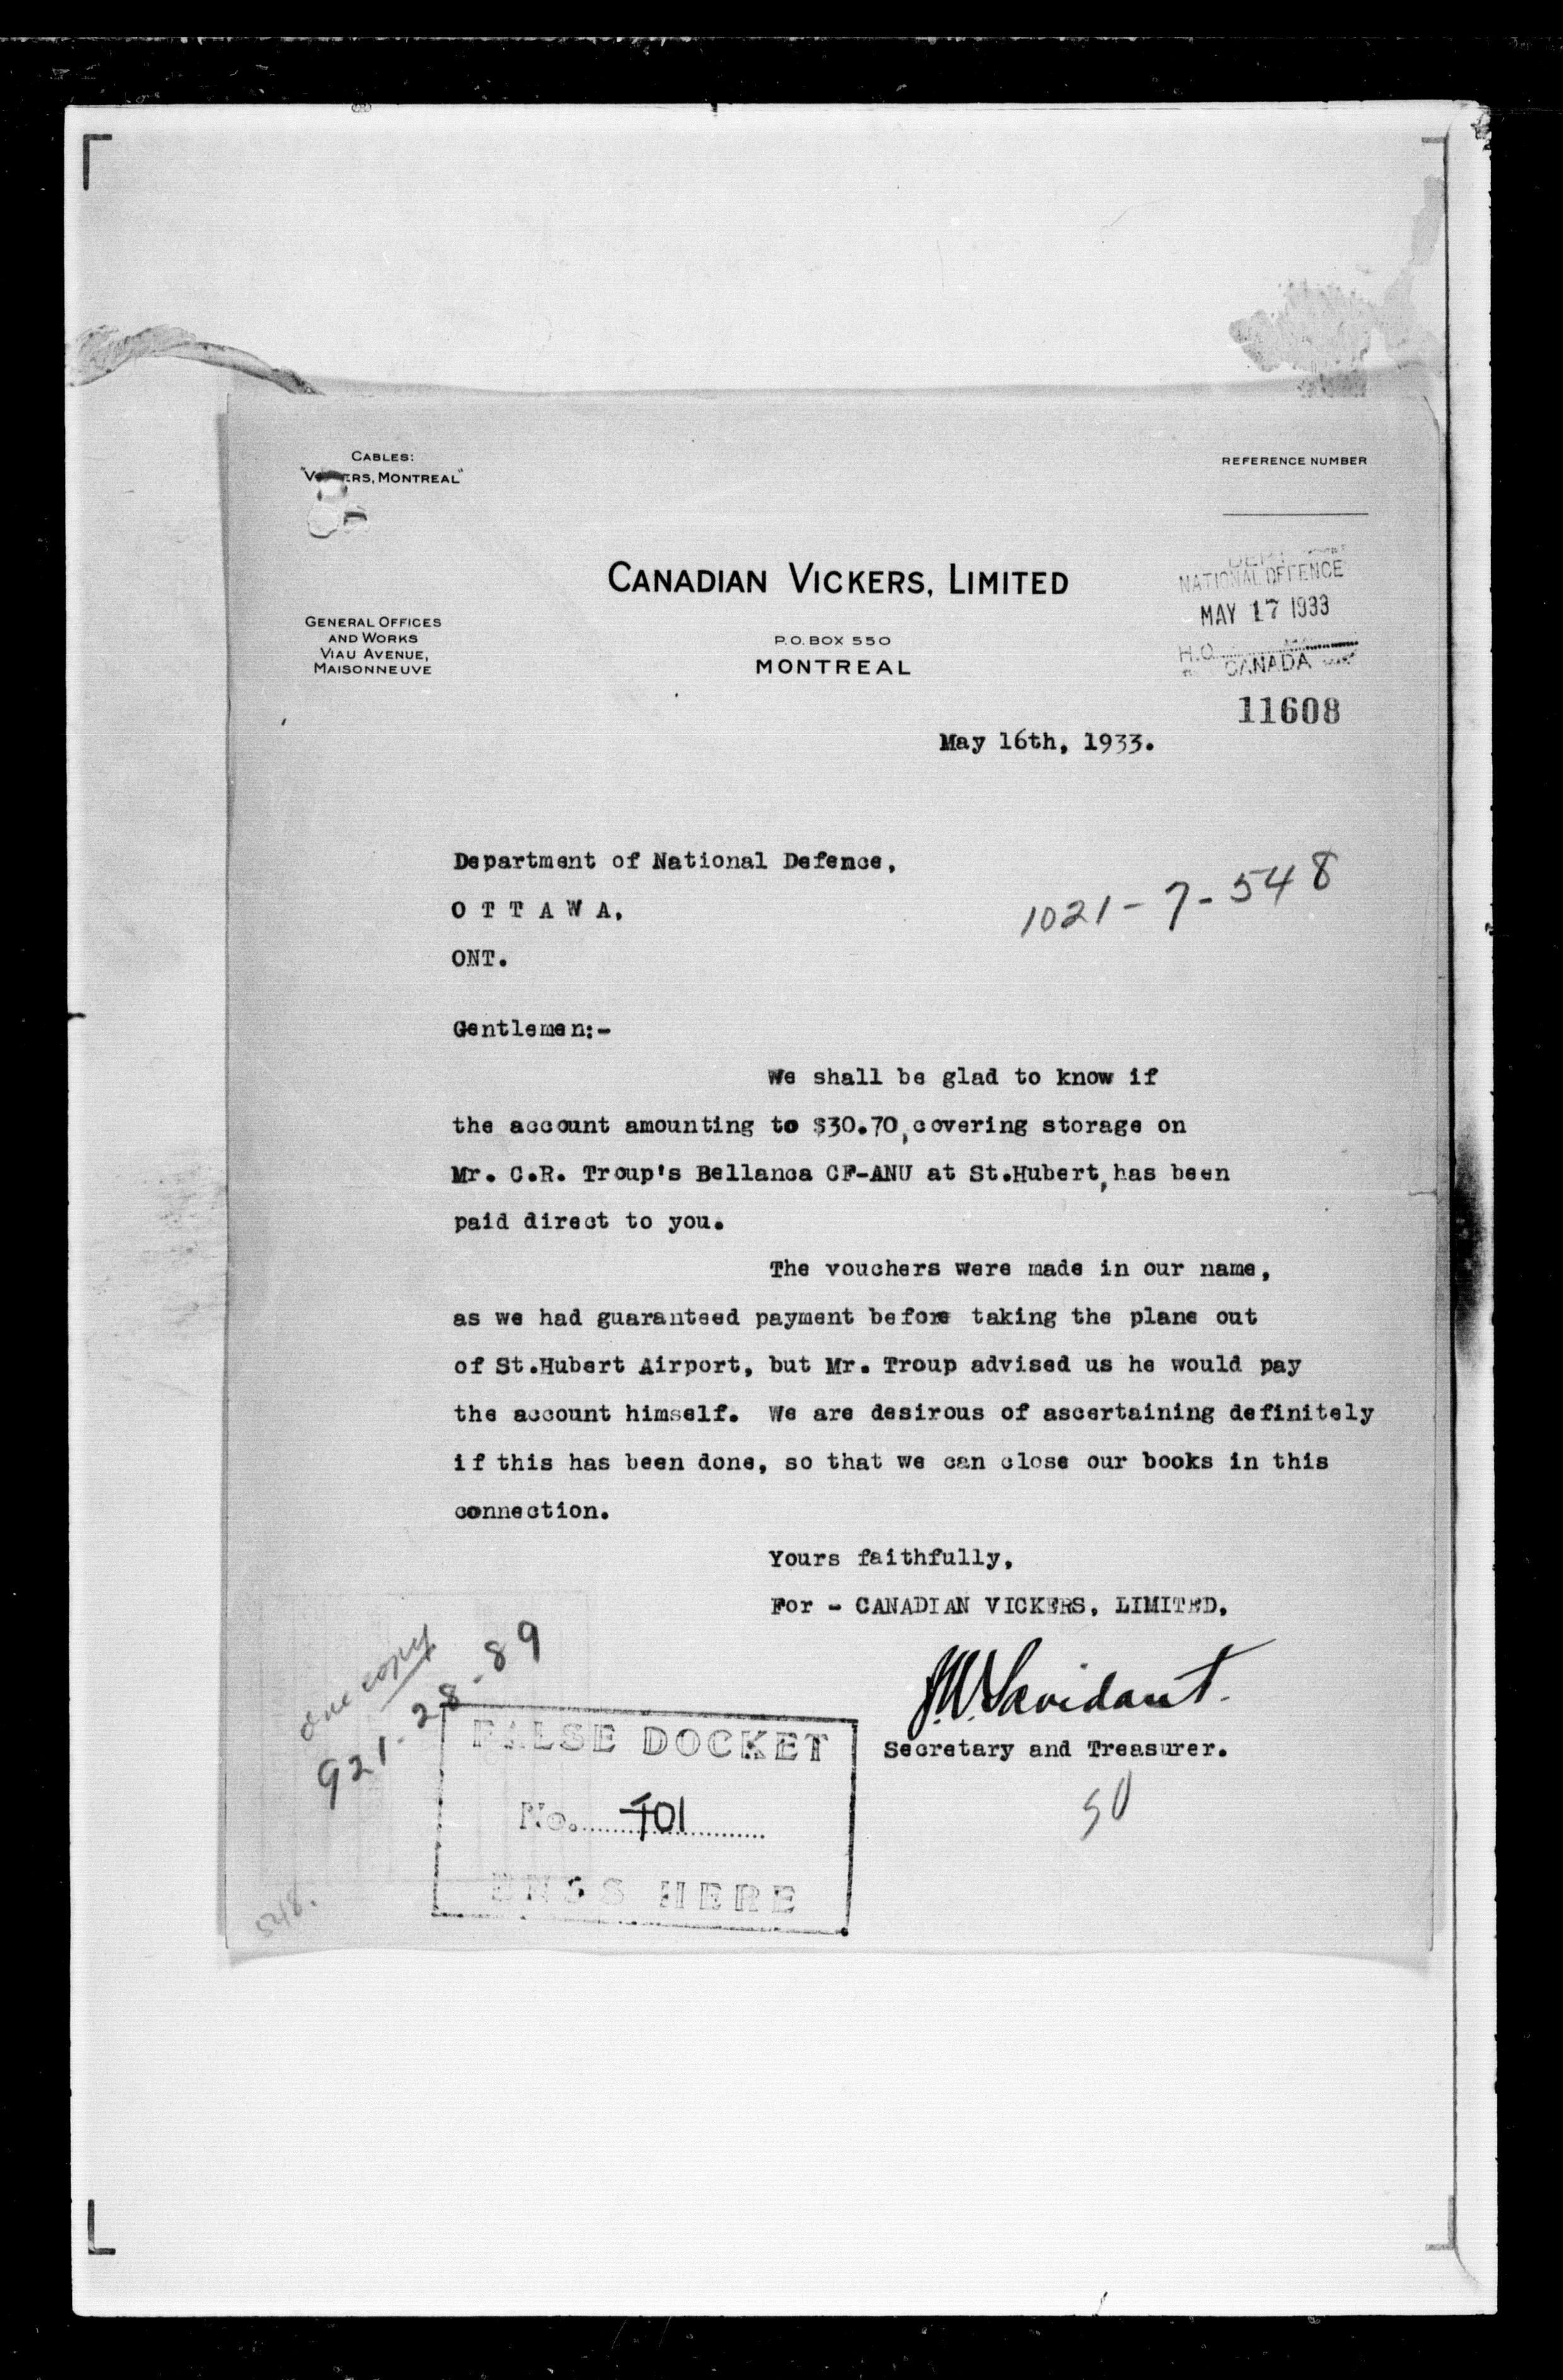 CABLES:
"VICKERS, MONTREAL"
REFERENCE NUMBER
CANADIAN VICKERS, LIMITED
GENERAL OFFICES
AND WORKS
VIAU AVENUE,
MAISONNEUVE
P.O. BOX 550
MONTREAL
DEPT
NATIONAL DEFENCE
MAY 17 1933
H.Q.
CANADA
11608
May 16th, 1933.
Department of National Defence,
O T T A W A,
ONT.
1021-7-548
Gentlemen:-
We shall be glad to know if
the account amounting to $30.70, covering storage on
Mr. C.R. Troup's Bellanca CF-ANU at St.Hubert, has been
paid direct to you.
The vouchers were made in our name,
as we had guaranteed payment before taking the plane out
of St.Hubert Airport, but Mr. Troup advised us he would pay
the account himself. We are desirous of ascertaining definitely
if this has been done, so that we can close our books in this
connection.
Yours faithfully,
For - CANADIAN VICKERS, LIMITED.
J.W. Savidant.
Secretary and Treasurer.
50
one copy
921-28-89
FALSE DOCKET
No. 101
ENDS HERE
548.